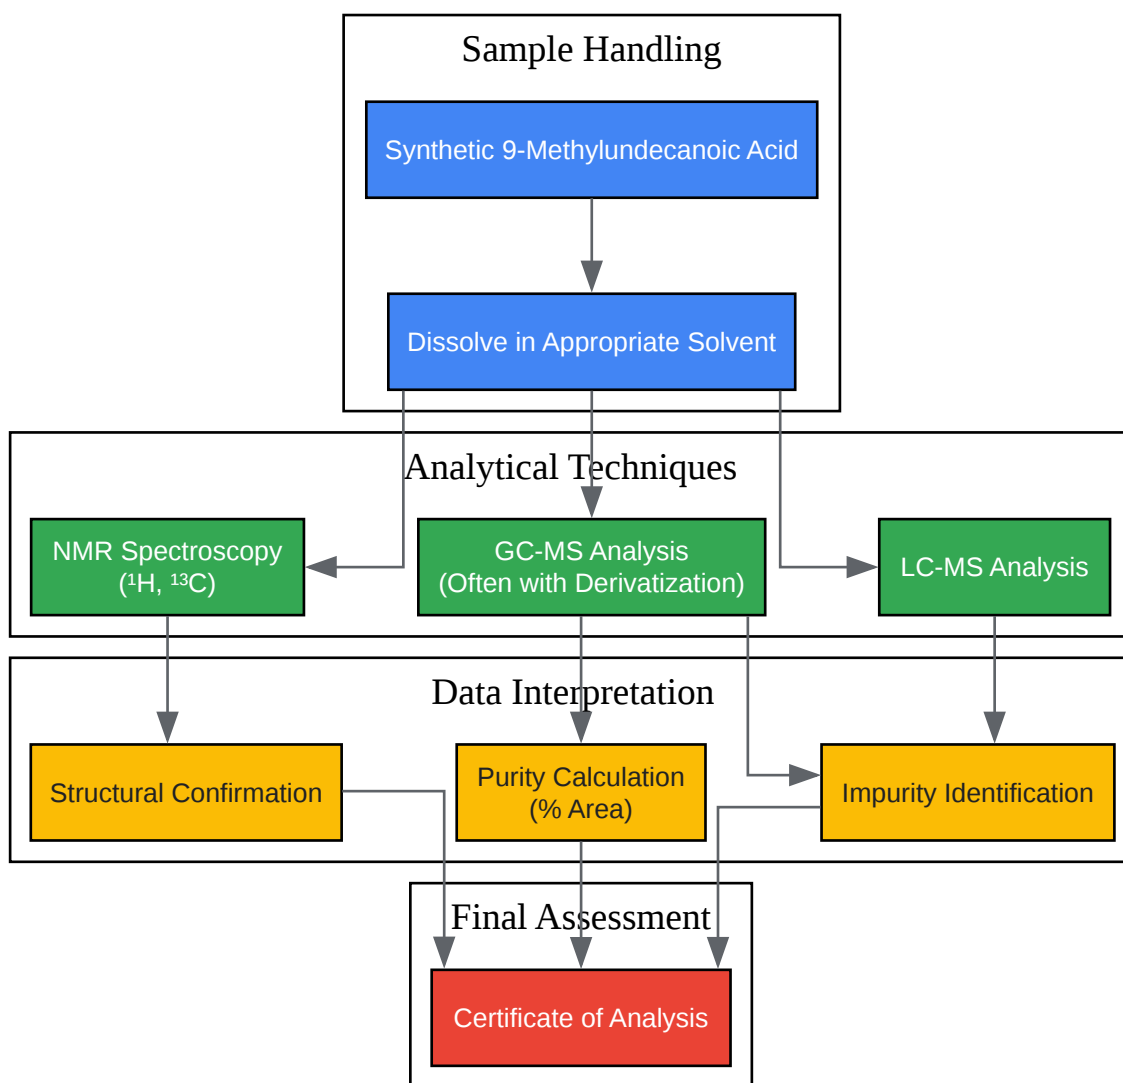 Sample Handling
Synthetic 9-Methylundecanoic Acid
Dissolve in Appropriate Solvent
Analytical Techniques
NMR Spectroscopy
(¹H, ¹³C)
GC-MS Analysis
(Often with Derivatization)
LC-MS Analysis
Data Interpretation
Structural Confirmation
Purity Calculation
(% Area)
Impurity Identification
Final Assessment
Certificate of Analysis